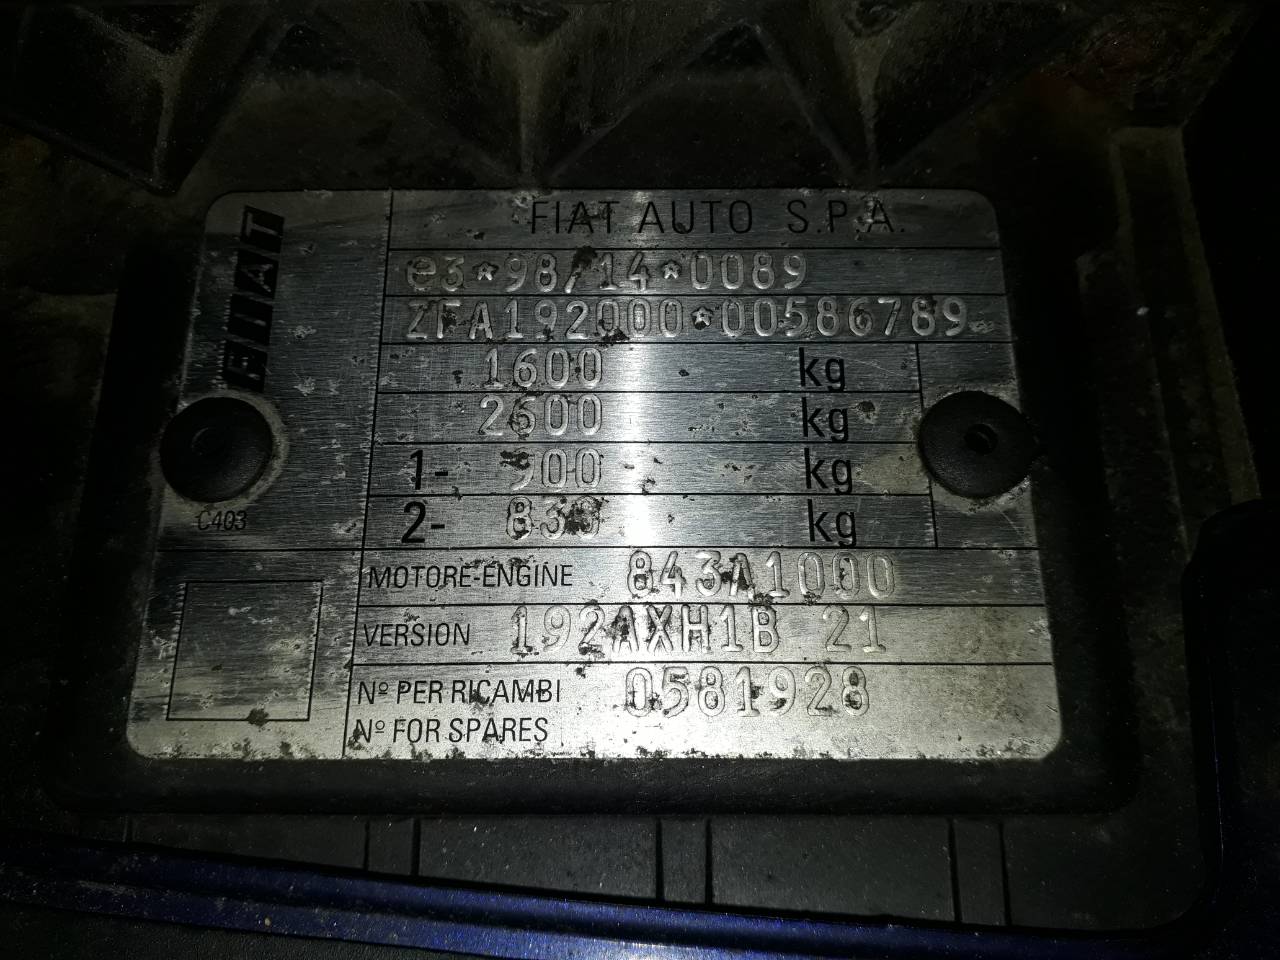 FIAT
FIAT AUTO S.P.A.
e3*98/14*0089
ZFA192000*00586789
1600 kg
2600 kg
1- 900 kg
2- 830 kg
C403
MOTORE-ENGINE 843A1000
VERSION 192AXH1B 21
Nº PER RICAMBI 0581928
Nº FOR SPARES